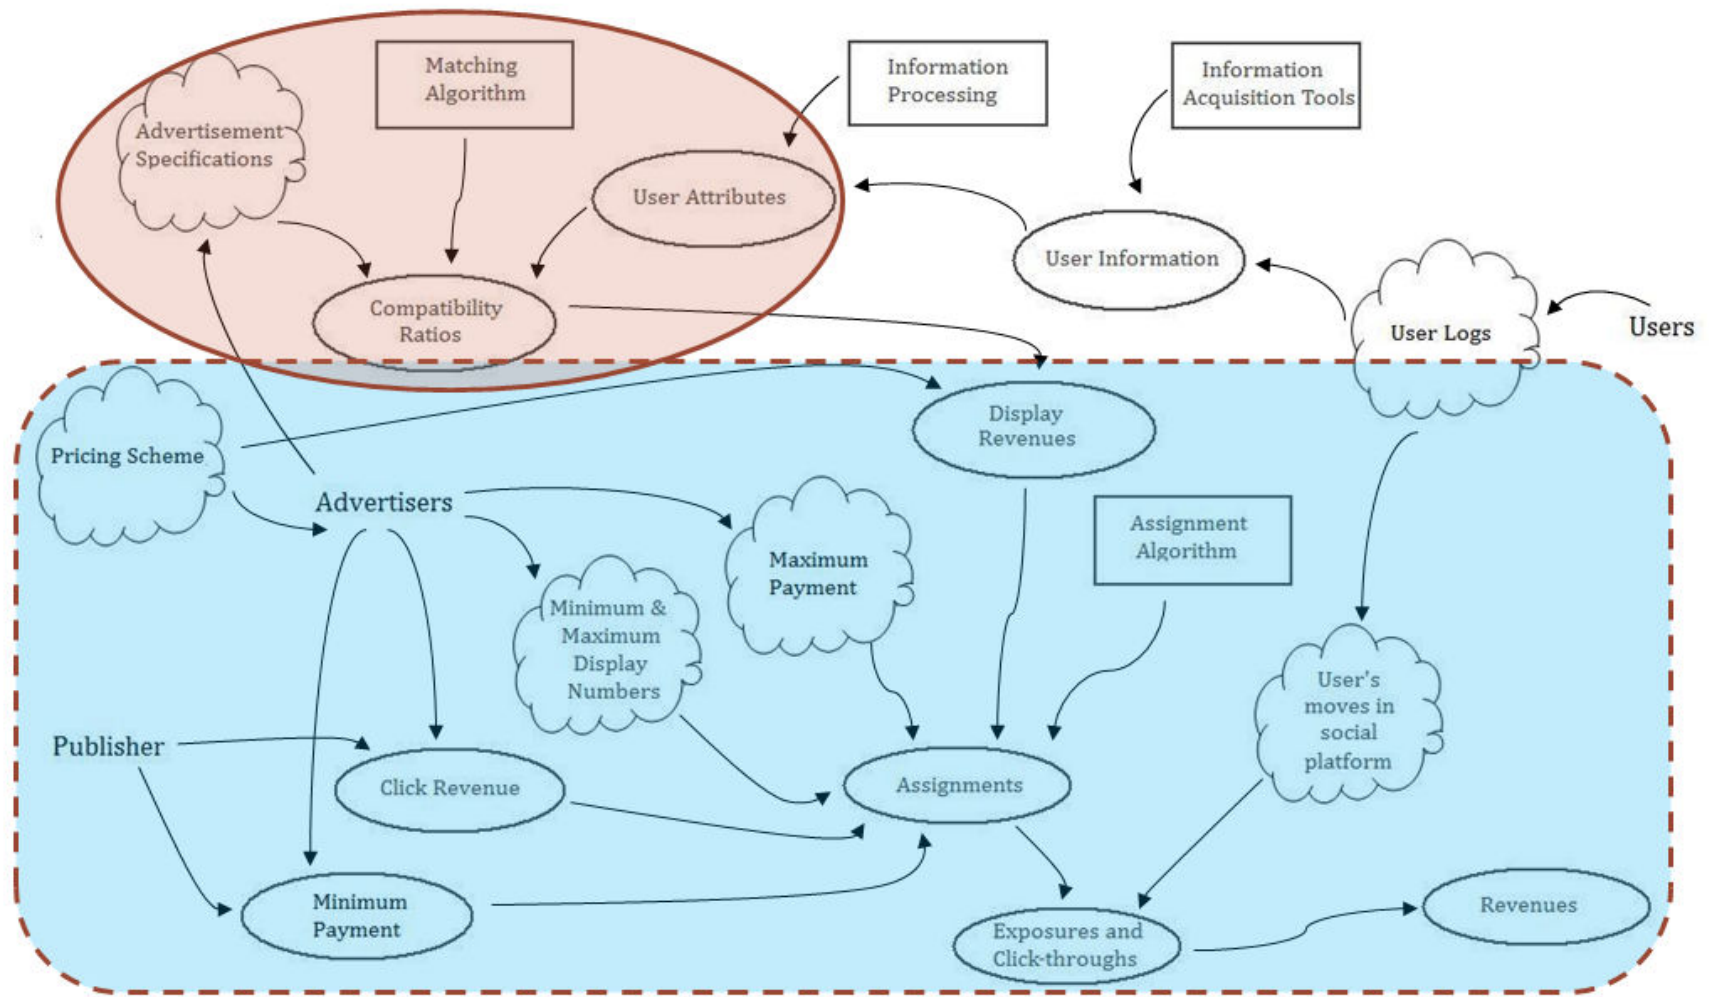 Matching
Algorithm
Information
Processing
Information
Acquisition Tools
Advertisement
Specifications
User Attributes
User Information
Compatibility
Ratios
User Logs
Users
Pricing Scheme
Display
Revenues
Advertisers
Maximum
Payment
Assignment
Algorithm
Minimum &
Maximum
Display
Numbers
User's
moves in
social
platform
Publisher
Click Revenue
Assignments
Minimum
Payment
Exposures and
Click-throughs
Revenues